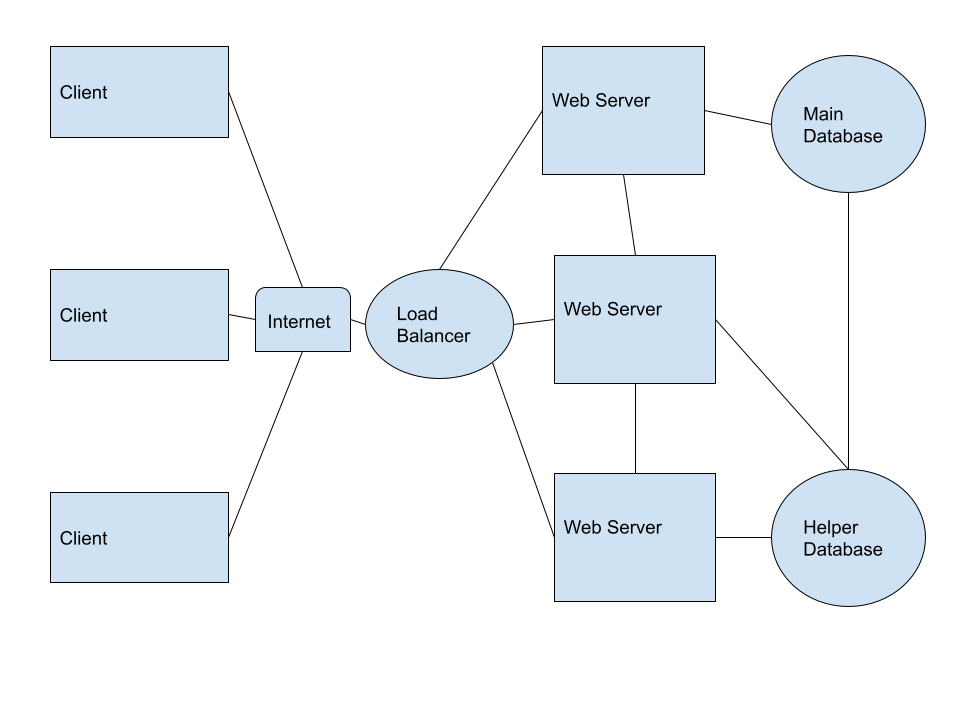 Client
Client
Client
Internet
Load
Balancer
Web Server
Web Server
Web Server
Main
Database
Helper
Database